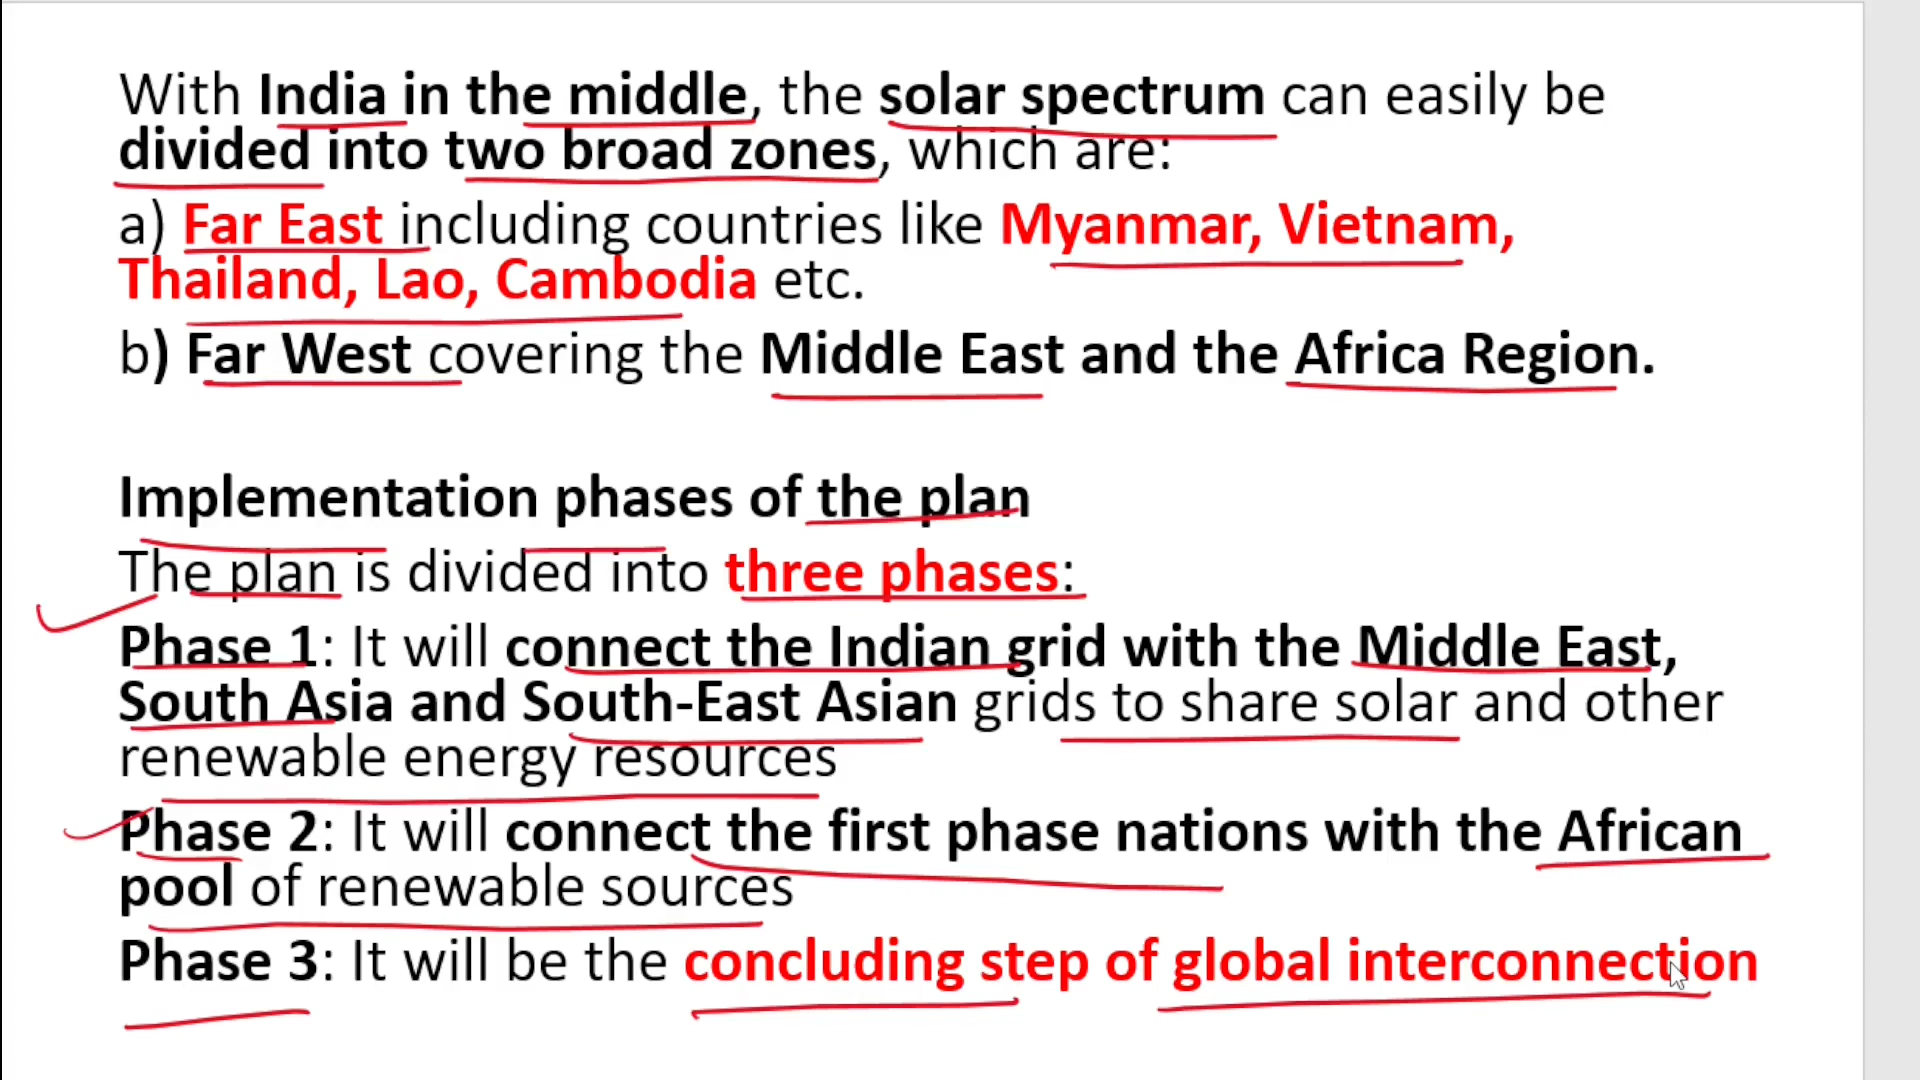 With India in the middle, the solar spectrum can easily be
divided into two broad zones, which are:
a) Far East including countries like Myanmar, Vietnam,
Thailand, Lao, Cambodia etc.
b) Far West covering the Middle East and the Africa Region.
Implementation phases of the plan
The plan is divided into three phases:
Phase 1: It will connect the Indian grid with the Middle East,
South Asia and South-East Asian grids to share solar and other
renewable energy resources
Phase 2: It will connect the first phase nations with the African
pool of renewable sources
Phase 3: It will be the concluding step of global interconnection